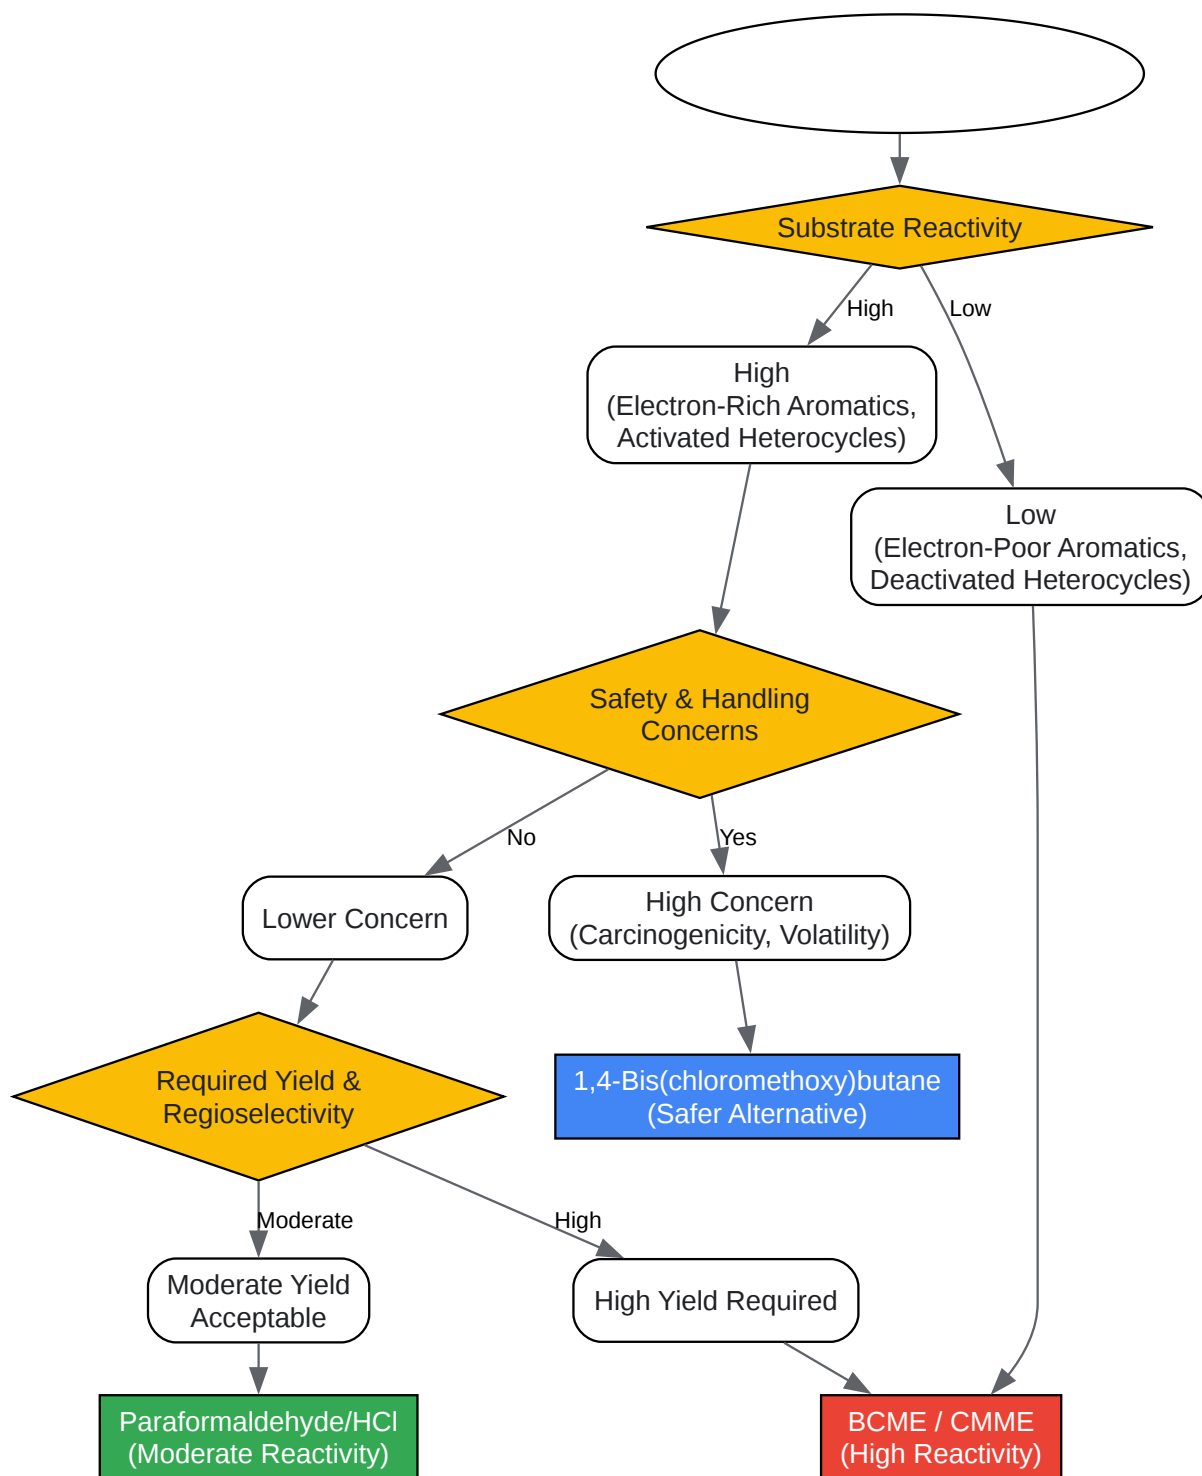 Substrate Reactivity
High
Low
High
(Electron-Rich Aromatics,
Activated Heterocycles)
Low
(Electron-Poor Aromatics,
Deactivated Heterocycles)
Safety & Handling
Concerns
No
Yes
Lower Concern
High Concern
(Carcinogenicity, Volatility)
Required Yield &
Regioselectivity
1,4-Bis(chloromethoxy)butane
(Safer Alternative)
Moderate
High
Moderate Yield
Acceptable
High Yield Required
Paraformaldehyde/HCl
(Moderate Reactivity)
BCME / CMME
(High Reactivity)